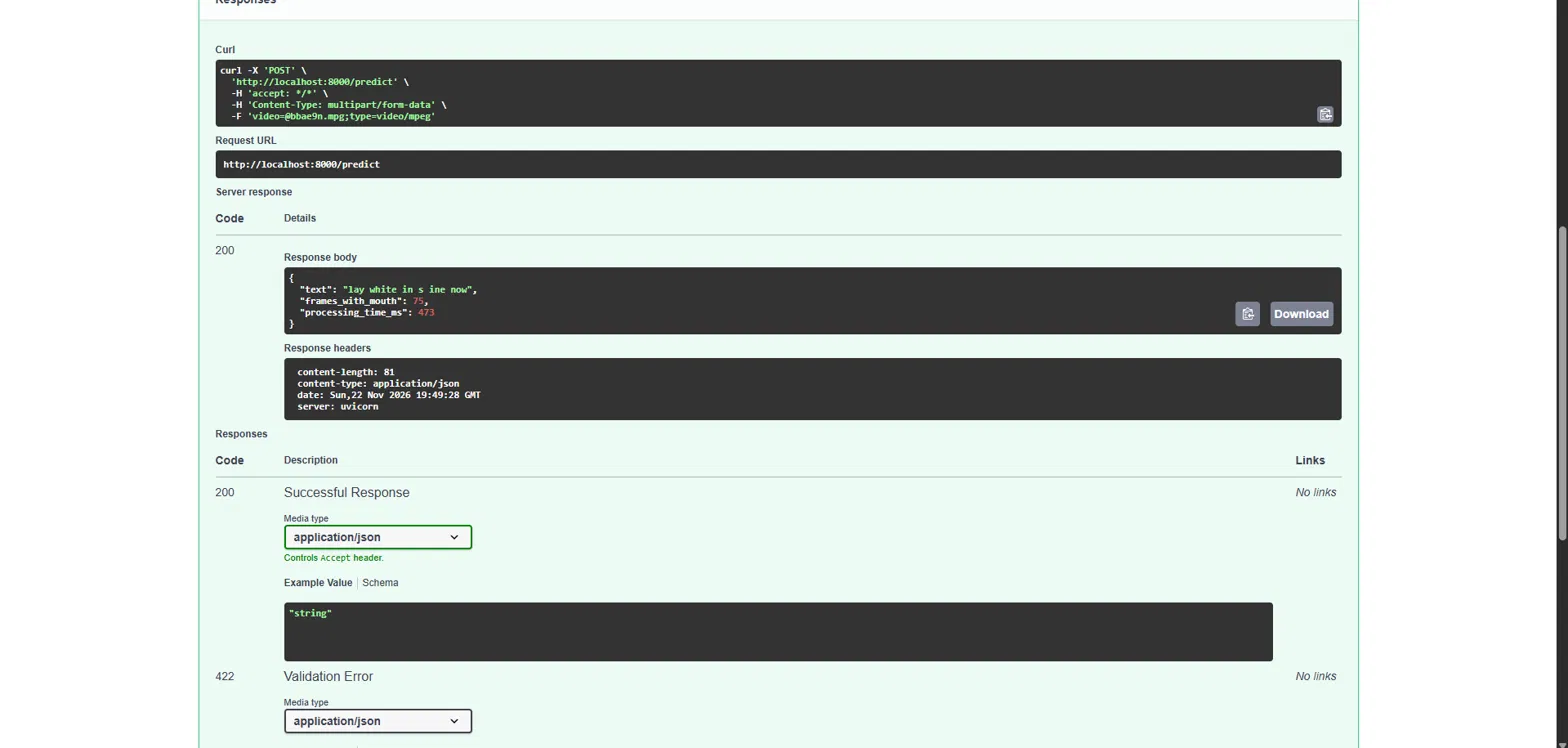 Responses
Curl
curl -X 'POST' \
'http://localhost:8000/predict' \
-H 'accept: */*' \
-H 'Content-Type: multipart/form-data' \
-F 'video=@bbae9n.mpg;type=video/mpeg'
Request URL
http://localhost:8000/predict
Server response
Code Details
200
Response body
{
"text": "lay white in s ine now",
"frames_with_mouth": 75,
"processing_time_ms": 473
}
Download
Response headers
content-length: 81
content-type: application/json
date: Sun,22 Nov 2026 19:49:28 GMT
server: uvicorn
Responses
Code Description Links
200 Successful Response No links
Media type
application/json
Controls Accept header.
Example Value Schema
"string"
422 Validation Error No links
Media type
application/json